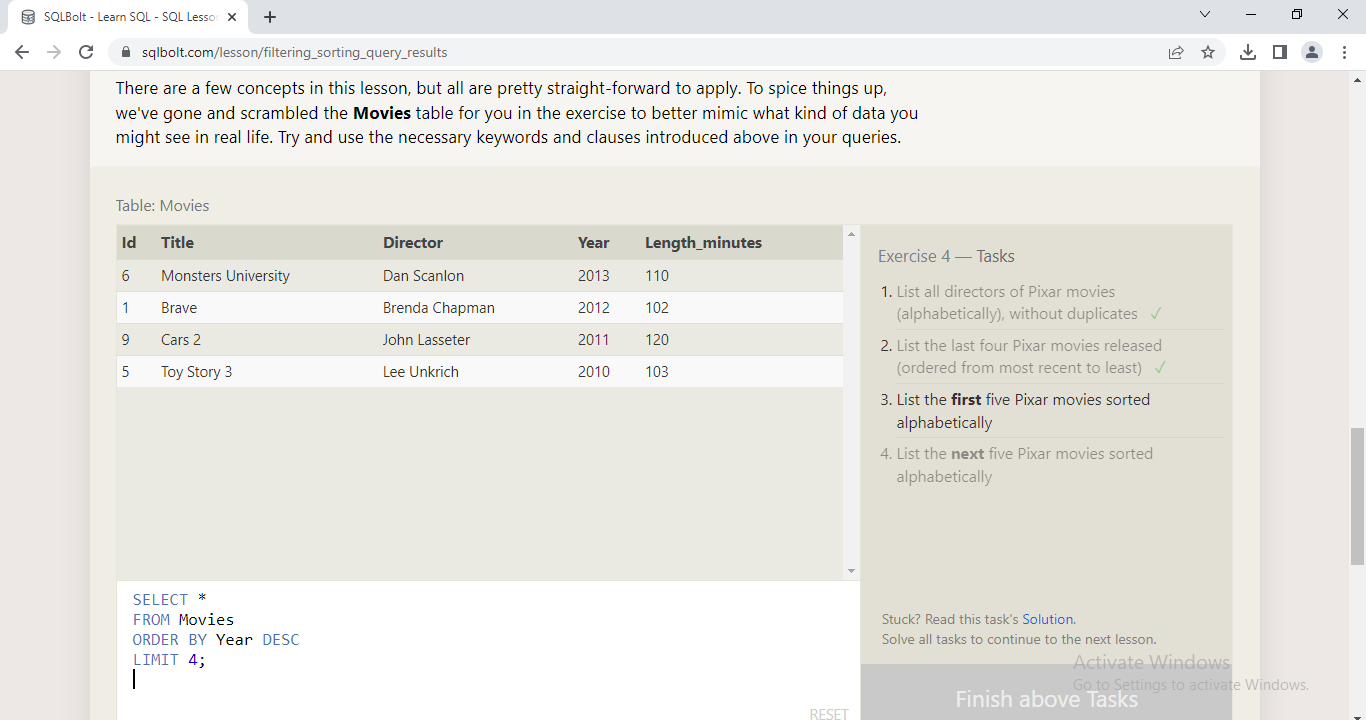 SQLBolt - Learn SQL - SQL Lesso
sqlbolt.com/lesson/filtering_sorting_query_results
There are a few concepts in this lesson, but all are pretty straight-forward to apply. To spice things up,
we've gone and scrambled the Movies table for you in the exercise to better mimic what kind of data you
might see in real life. Try and use the necessary keywords and clauses introduced above in your queries.
Table: Movies
Id Title Director Year Length_minutes
6 Monsters University Dan Scanlon 2013 110
1 Brave Brenda Chapman 2012 102
9 Cars 2 John Lasseter 2011 120
5 Toy Story 3 Lee Unkrich 2010 103
SELECT *
FROM Movies
ORDER BY Year DESC
LIMIT 4;
RESET
Exercise 4 — Tasks
1. List all directors of Pixar movies
(alphabetically), without duplicates ✓
2. List the last four Pixar movies released
(ordered from most recent to least) ✓
3. List the first five Pixar movies sorted
alphabetically
4. List the next five Pixar movies sorted
alphabetically
Stuck? Read this task's Solution.
Solve all tasks to continue to the next lesson.
Finish above Tasks
Activate Windows
Go to Settings to activate Windows.